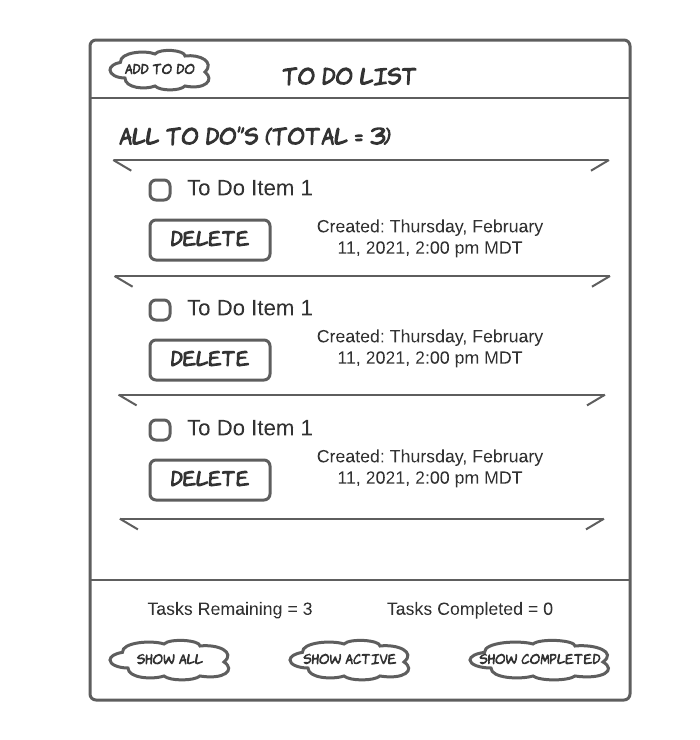 ADD TO DO
TO DO LIST
ALL TO DO"S (TOTAL = 3)
To Do Item 1
DELETE
Created: Thursday, February
11, 2021, 2:00 pm MDT
To Do Item 1
DELETE
Created: Thursday, February
11, 2021, 2:00 pm MDT
To Do Item 1
DELETE
Created: Thursday, February
11, 2021, 2:00 pm MDT
Tasks Remaining = 3
Tasks Completed = 0
SHOW ALL
SHOW ACTIVE
SHOW COMPLETED